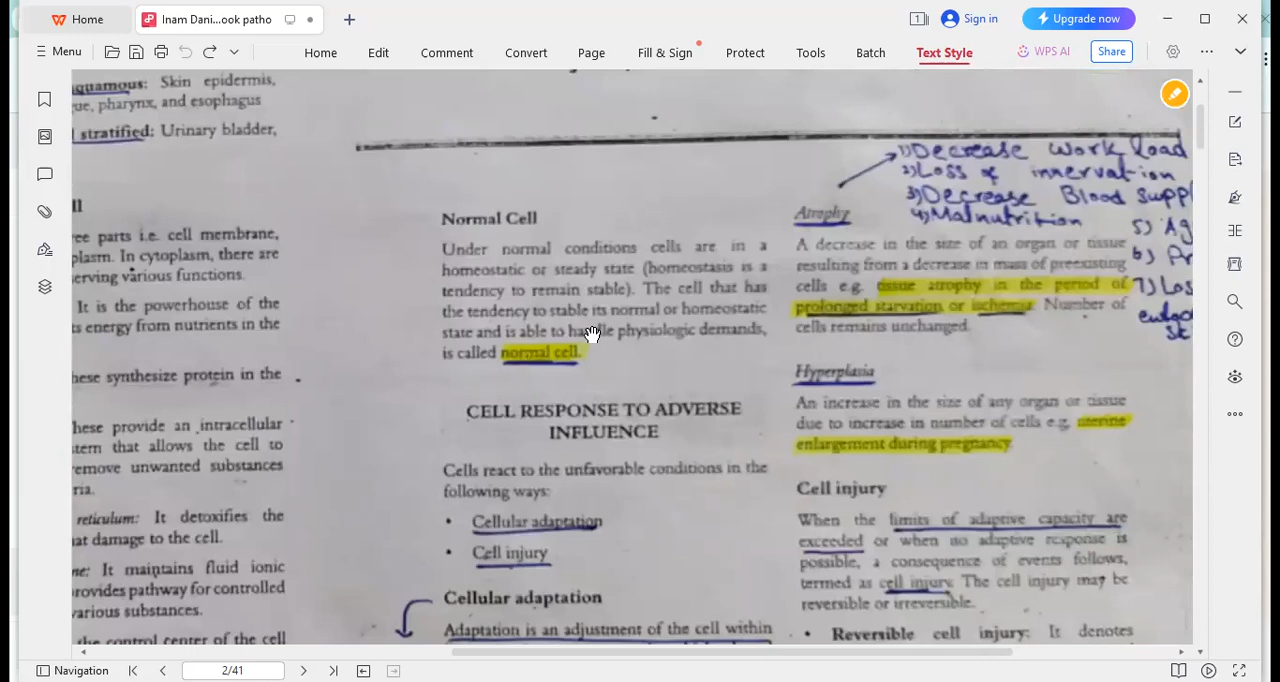 Home
Inam Dani...ook patho
Sign in
Upgrade now
Menu
Home
Edit
Comment
Convert
Page
Fill & Sign
Protect
Tools
Batch
Text Style
WPS AI
Share
quamous: Skin epidermis,
gue, pharynx, and esophagus
stratified: Urinary bladder,
ll
ree parts i.e. cell membrane,
plasm. In cytoplasm, there are
erving various functions.
It is the powerhouse of the
ts energy from nutrients in the
hese synthesize protein in the
hese provide an intracellular
stem that allows the cell to
remove unwanted substances
ria.
reticulum: It detoxifies the
nat damage to the cell.
me: It maintains fluid ionic
provides pathway for controlled
various substances.
the control center of the cell
Normal Cell
Under normal conditions cells are in a
homeostatic or steady state (homeostasis is a
tendency to remain stable). The cell that has
the tendency to stable its normal or homeostatic
state and is able to handle physiologic demands,
is called normal cell.
CELL RESPONSE TO ADVERSE
INFLUENCE
Cells react to the unfavorable conditions in the
following ways:
• Cellular adaptation
• Cell injury
Cellular adaptation
Adaptation is an adjustment of the cell within
1) Decrease Work load
2) Loss of innervation
3) Decrease Blood suppl
4) Malnutrition
5) Ag
6) Pr
7) Los
Atrophy
A decrease in the size of an organ or tissue
resulting from a decrease in mass of preexisting
cells e.g. tissue atrophy in the period of
prolonged starvation or ischemia. Number of
cells remains unchanged.
Hyperplasia
An increase in the size of any organ or tissue
due to increase in number of cells e.g. uterine
enlargement during pregnancy.
Cell injury
When the limits of adaptive capacity are
exceeded or when no adaptive response is
possible, a consequence of events follows,
termed as cell injury. The cell injury may be
reversible or irreversible.
• Reversible cell injury: It denotes
Navigation
2/41